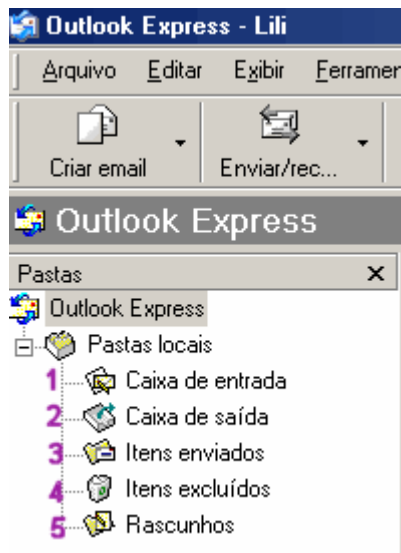 Outlook Express - Lili
Arquivo Editar Exibir Ferramen
Criar email Enviar/rec...
Outlook Express
Pastas
Outlook Express
Pastas locais
1 Caixa de entrada
2 Caixa de saída
3 Itens enviados
4 Itens excluídos
5 Rascunhos